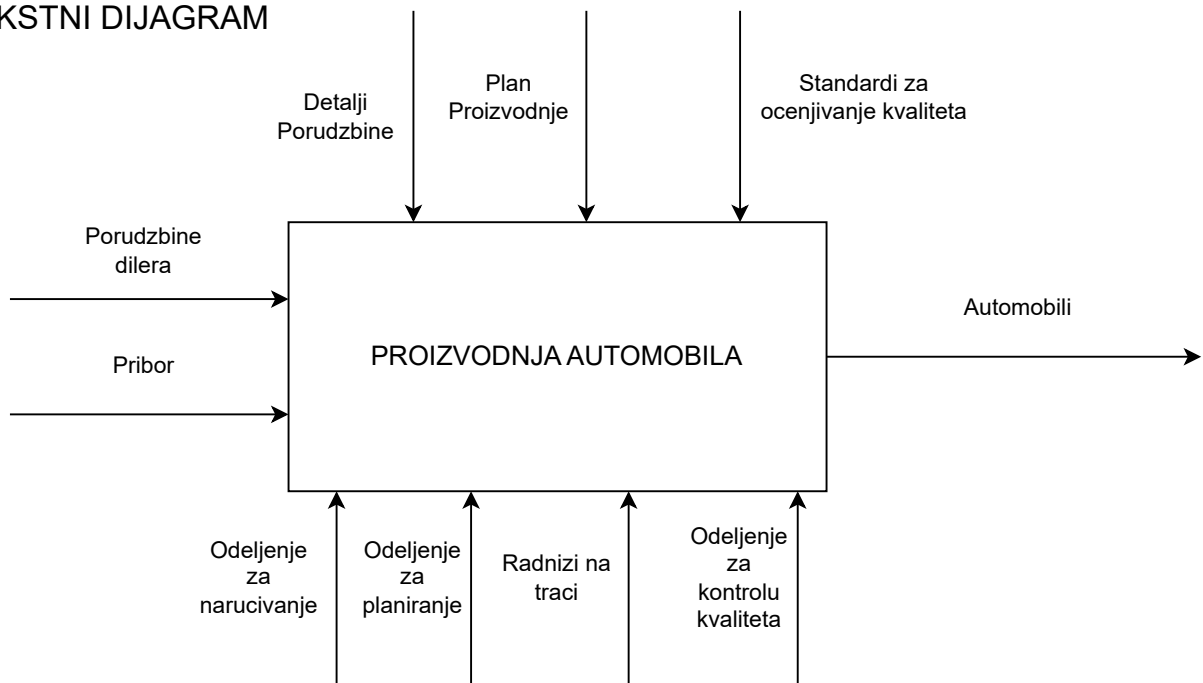 KSTNI DIJAGRAM
Detalji
Porudzbine
Plan
Proizvodnje
Standardi za
ocenjivanje kvaliteta
Porudzbine
dilera
Pribor
PROIZVODNJA AUTOMOBILA
Automobili
Odeljenje
za
narucivanje
Odeljenje
za
planiranje
Radnizi na
traci
Odeljenje
za
kontrolu
kvaliteta